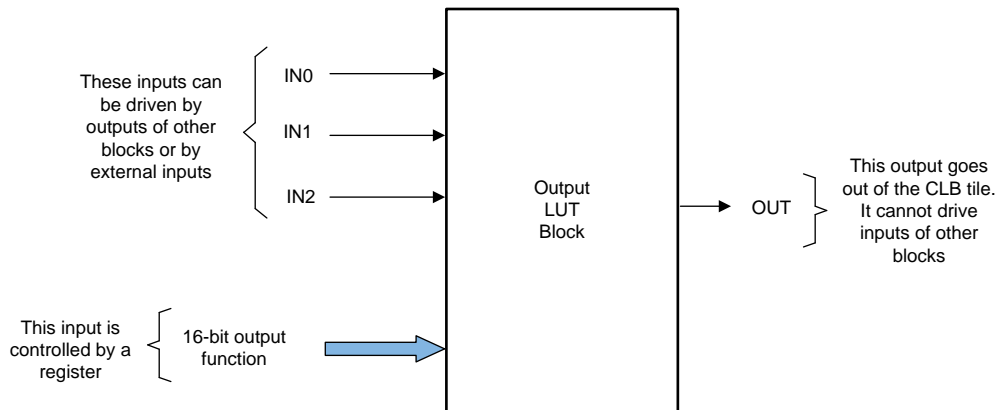 These inputs can
be driven by
outputs of other
blocks or by
external inputs
IN0
IN1
IN2
Output
LUT
Block
OUT
This output goes
out of the CLB tile.
It cannot drive
inputs of other
blocks
This input is
controlled by a
register
16-bit output
function